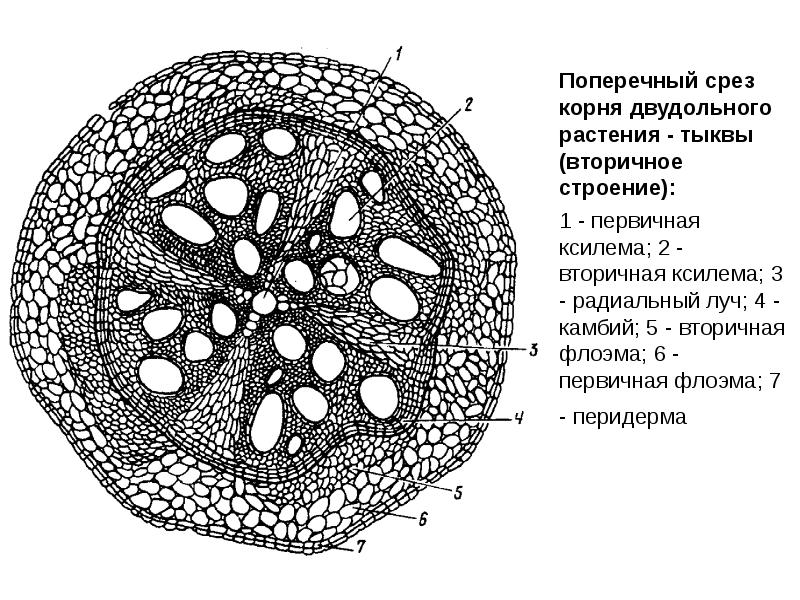 1
2
3
4
5
6
7
Поперечный срез
корня двудольного
растения - тыквы
(вторичное
строение):
1 - первичная
ксилема; 2 -
вторичная ксилема; 3
- радиальный луч; 4 -
камбий; 5 - вторичная
флоэма; 6 -
первичная флоэма; 7
- перидерма